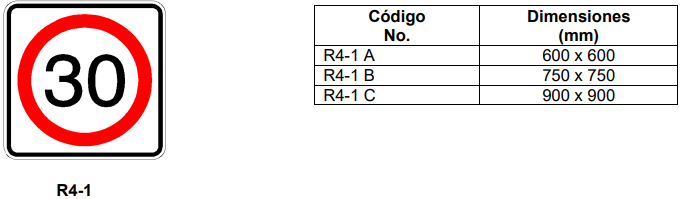 30
R4-1
Código No.
Dimensiones (mm)
R4-1 A
600 x 600
R4-1 B
750 x 750
R4-1 C
900 x 900